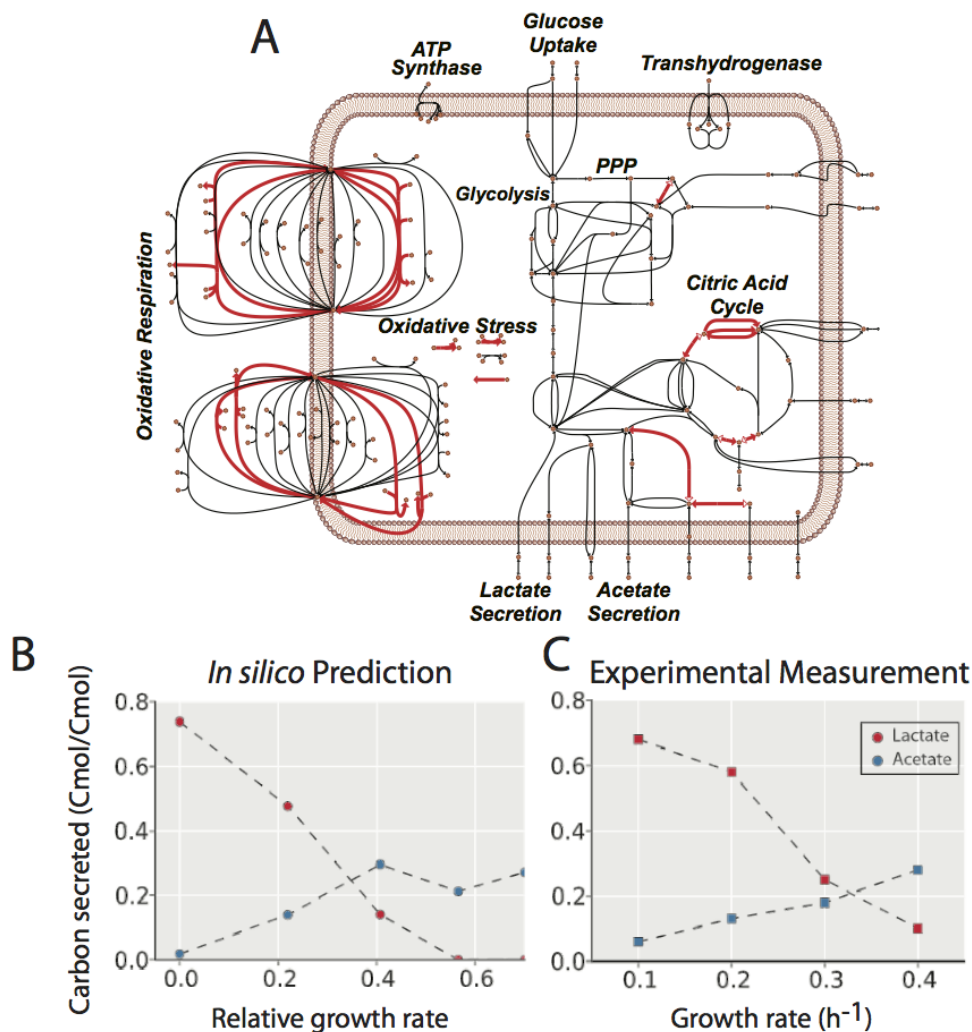 A
Glucose
Uptake
ATP
Synthase
Transhydrogenase
PPP
Glycolysis
Oxidative Respiration
Citric Acid
Cycle
Oxidative Stress
Lactate
Secretion
Acetate
Secretion
B
In silico Prediction
C
Experimental Measurement
Carbon secreted (Cmol/Cmol)
0.8
0.6
0.4
0.2
0.0
0.0
0.2
0.4
0.6
Relative growth rate
0.8
0.6
0.4
0.2
0.0
Lactate
Acetate
0.1
0.2
0.3
0.4
Growth rate (h-1)